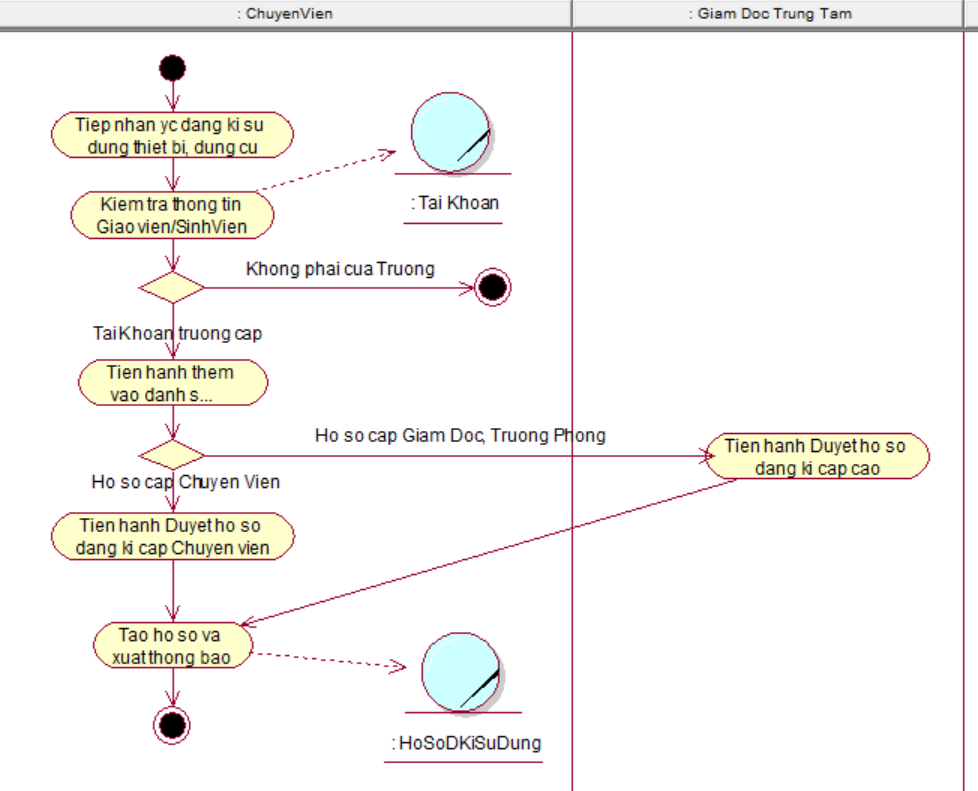 : ChuyenVien
: Giam Doc Trung Tam
Tiep nhan yc dang ki su
dung thiet bi, dung cu
: Tai Khoan
Kiem tra thong tin
Giao vien/SinhVien
Khong phai cua Truong
TaiKhoan truong cap
Tien hanh them
vao danh s...
Ho so cap Giam Doc, Truong Phong
Tien hanh Duyet ho so
dang ki cap cao
Ho so cap Chuyen Vien
Tien hanh Duyet ho so
dang ki cap Chuyen vien
Tao ho so va
xuat thong bao
: HoSoDKiSuDung